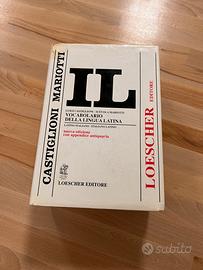 CASTIGLIONI MARIOTTI
IL
LUIGI CASTIGLIONI / SCEVOLA MARIOTTI
VOCABOLARIO
DELLA LINGUA LATINA
LATINO-ITALIANO / ITALIANO-LATINO
nuova edizione
con appendice antiquaria
LOESCHER EDITORE
LOESCHER EDITORE
subito